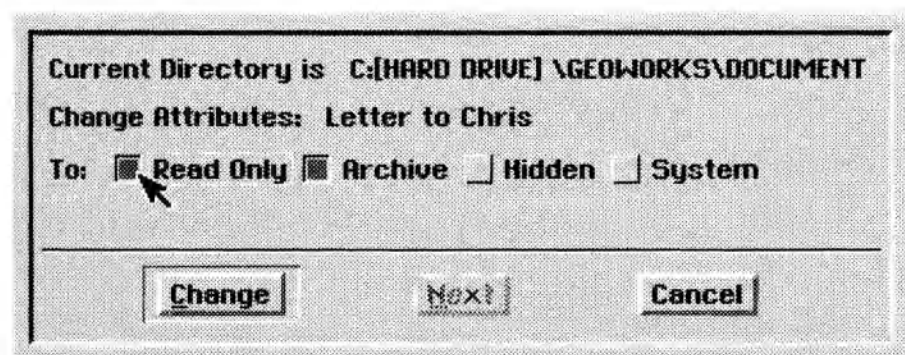 Current Directory is C:[HARD DRIVE] \GEOWORKS\DOCUMENT
Change Attributes: Letter to Chris
To: Read Only Archive Hidden System
Change Next Cancel